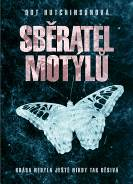 DOT HUTCHISONOVÁ
SBĚRATEL
MOTÝLŮ
KRÁSA NEBYLA JEŠTĚ NIKDY TAK DĚSIVÁ